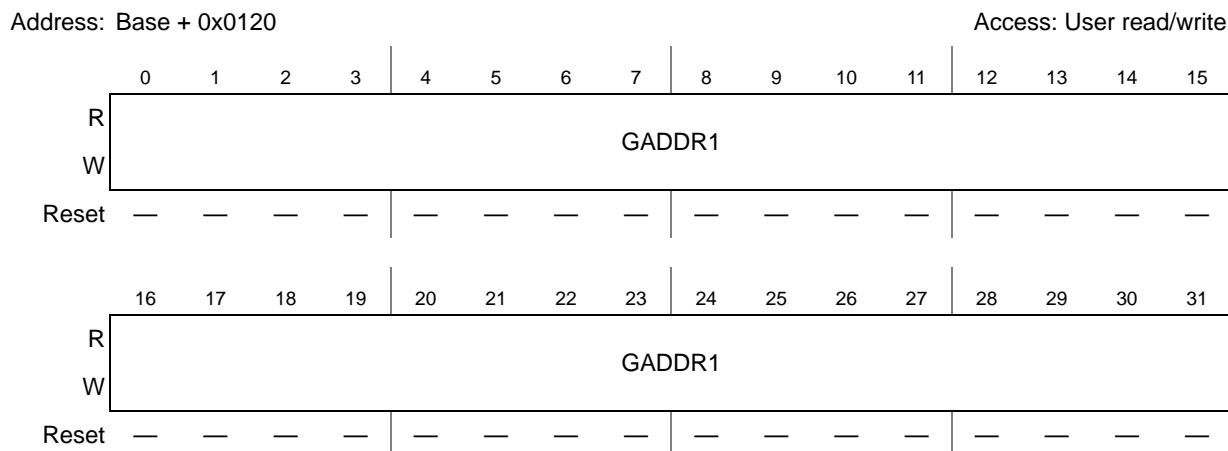 Address: Base + 0x0120 Access: User read/write
0 1 2 3 4 5 6 7 8 9 10 11 12 13 14 15
R
GADDR1
W
Reset — — — — — — — — — — — — — — — —
16 17 18 19 20 21 22 23 24 25 26 27 28 29 30 31
R
GADDR1
W
Reset — — — — — — — — — — — — — — — —